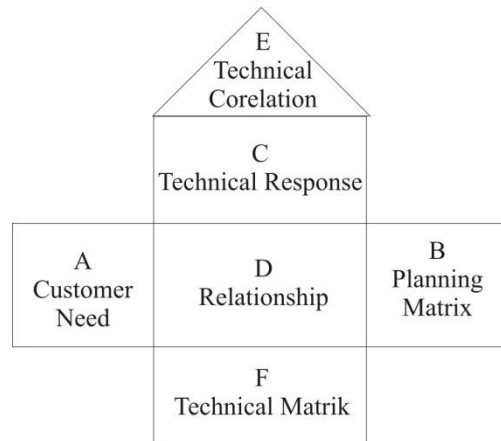 E
Technical
Corelation
C
Technical Response
A
Customer
Need
D
Relationship
B
Planning
Matrix
F
Technical Matrik